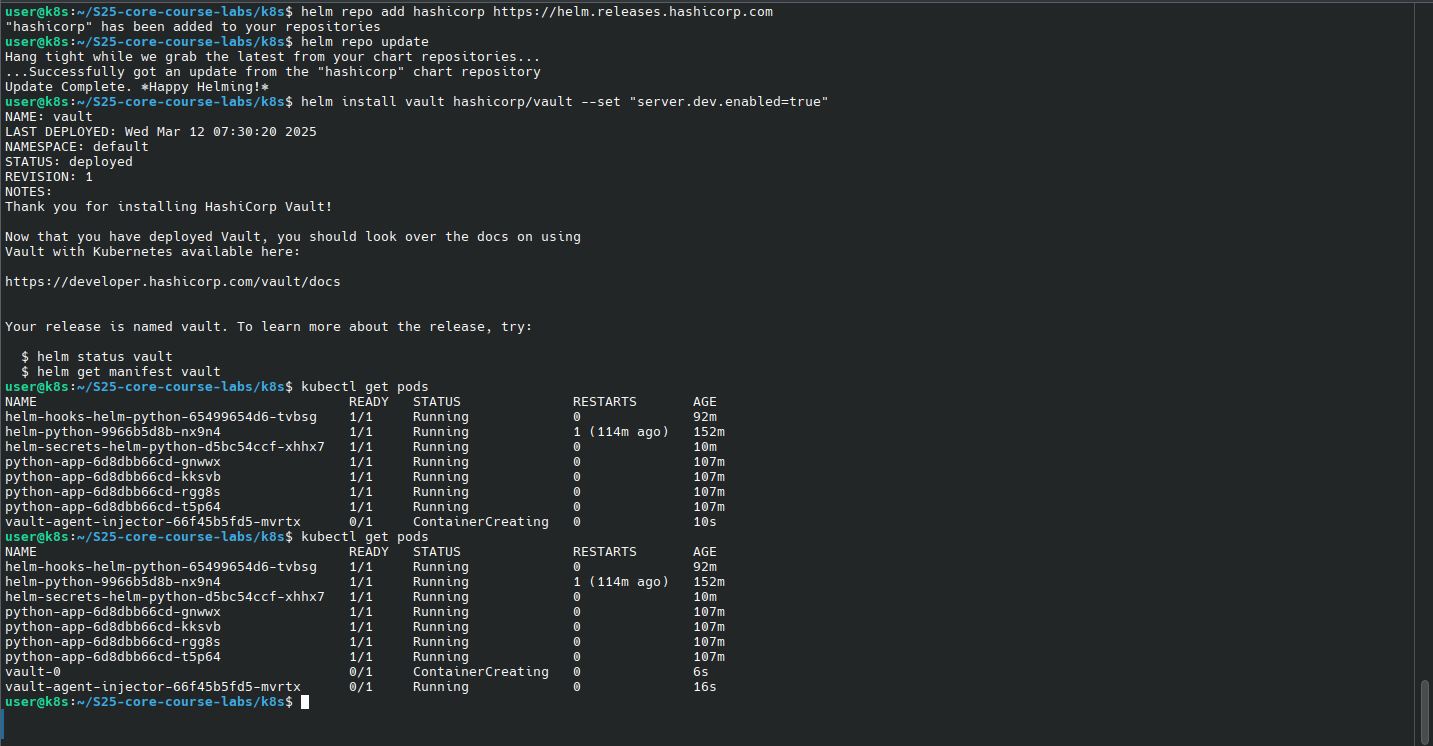 user@k8s:~/S25-core-course-labs/k8s$ helm repo add hashicorp https://helm.releases.hashicorp.com
"hashicorp" has been added to your repositories
user@k8s:~/S25-core-course-labs/k8s$ helm repo update
Hang tight while we grab the latest from your chart repositories...
...Successfully got an update from the "hashicorp" chart repository
Update Complete. ⎈Happy Helming!⎈
user@k8s:~/S25-core-course-labs/k8s$ helm install vault hashicorp/vault --set "server.dev.enabled=true"
NAME: vault
LAST DEPLOYED: Wed Mar 12 07:30:20 2025
NAMESPACE: default
STATUS: deployed
REVISION: 1
NOTES:
Thank you for installing HashiCorp Vault!

Now that you have deployed Vault, you should look over the docs on using
Vault with Kubernetes available here:

https://developer.hashicorp.com/vault/docs


Your release is named vault. To learn more about the release, try:

  $ helm status vault
  $ helm get manifest vault
user@k8s:~/S25-core-course-labs/k8s$ kubectl get pods
NAME                                       READY   STATUS              RESTARTS       AGE
helm-hooks-helm-python-65499654d6-tvbsg    1/1     Running             0              92m
helm-python-9966b5d8b-nx9n4                1/1     Running             1 (114m ago)   152m
helm-secrets-helm-python-d5bc54ccf-xhhx7   1/1     Running             0              10m
python-app-6d8dbb66cd-gnwwx                1/1     Running             0              107m
python-app-6d8dbb66cd-kksvb                1/1     Running             0              107m
python-app-6d8dbb66cd-rgg8s                1/1     Running             0              107m
python-app-6d8dbb66cd-t5p64                1/1     Running             0              107m
vault-agent-injector-66f45b5fd5-mvrtx      0/1     ContainerCreating   0              10s
user@k8s:~/S25-core-course-labs/k8s$ kubectl get pods
NAME                                       READY   STATUS              RESTARTS       AGE
helm-hooks-helm-python-65499654d6-tvbsg    1/1     Running             0              92m
helm-python-9966b5d8b-nx9n4                1/1     Running             1 (114m ago)   152m
helm-secrets-helm-python-d5bc54ccf-xhhx7   1/1     Running             0              10m
python-app-6d8dbb66cd-gnwwx                1/1     Running             0              107m
python-app-6d8dbb66cd-kksvb                1/1     Running             0              107m
python-app-6d8dbb66cd-rgg8s                1/1     Running             0              107m
python-app-6d8dbb66cd-t5p64                1/1     Running             0              107m
vault-0                                    0/1     ContainerCreating   0              6s
vault-agent-injector-66f45b5fd5-mvrtx      0/1     Running             0              16s
user@k8s:~/S25-core-course-labs/k8s$